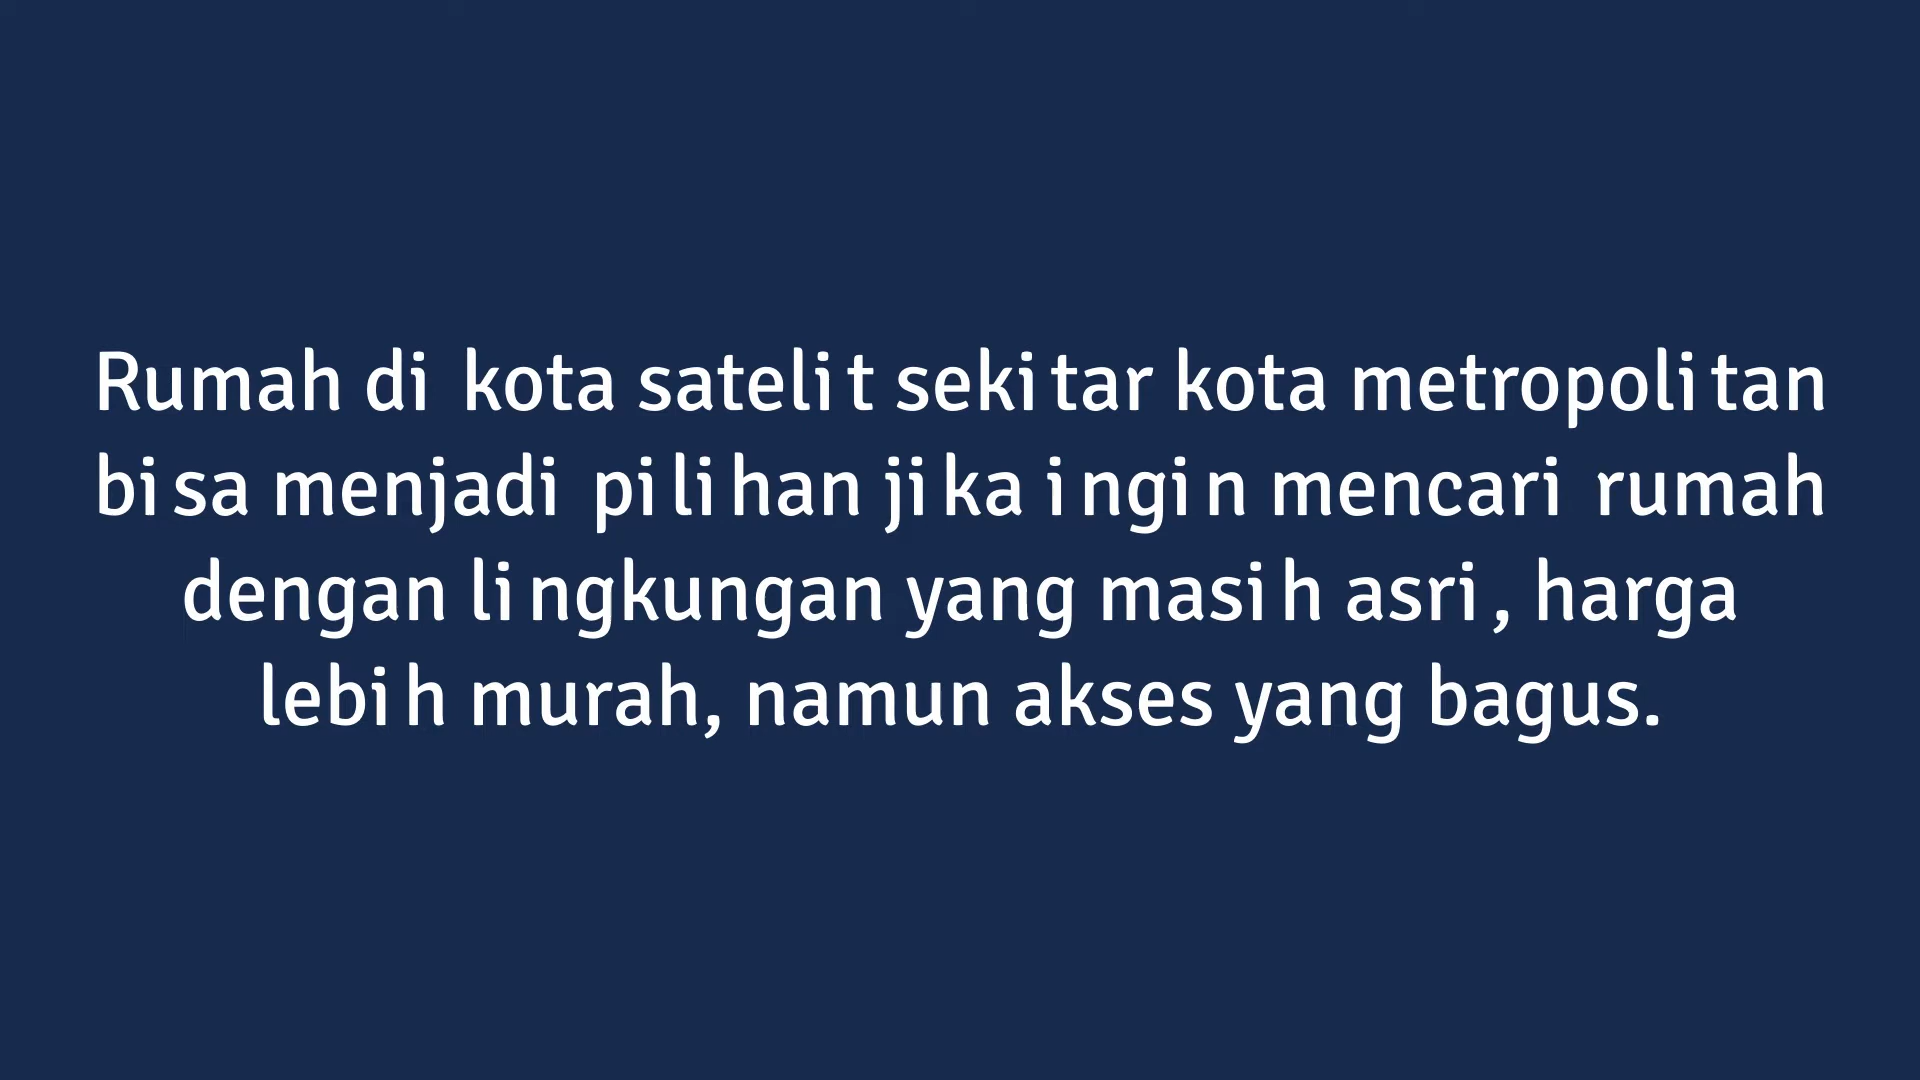 Rumah di kota satelit sekitar kota metropolitan
bisa menjadi pilihan jika ingin mencari rumah
dengan lingkungan yang masih asri, harga
lebih murah, namun akses yang bagus.